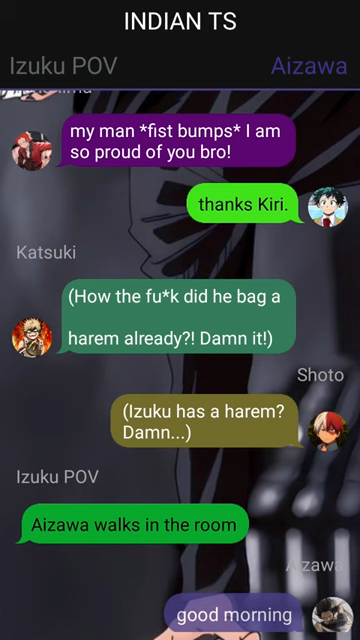 INDIAN TS
Izuku POV
Aizawa
my man *fist bumps* I am
so proud of you bro!
thanks Kiri.
Katsuki
(How the fu*k did he bag a
harem already?! Damn it!)
Shoto
(Izuku has a harem?
Damn...)
Izuku POV
Aizawa walks in the room
Aizawa
good morning